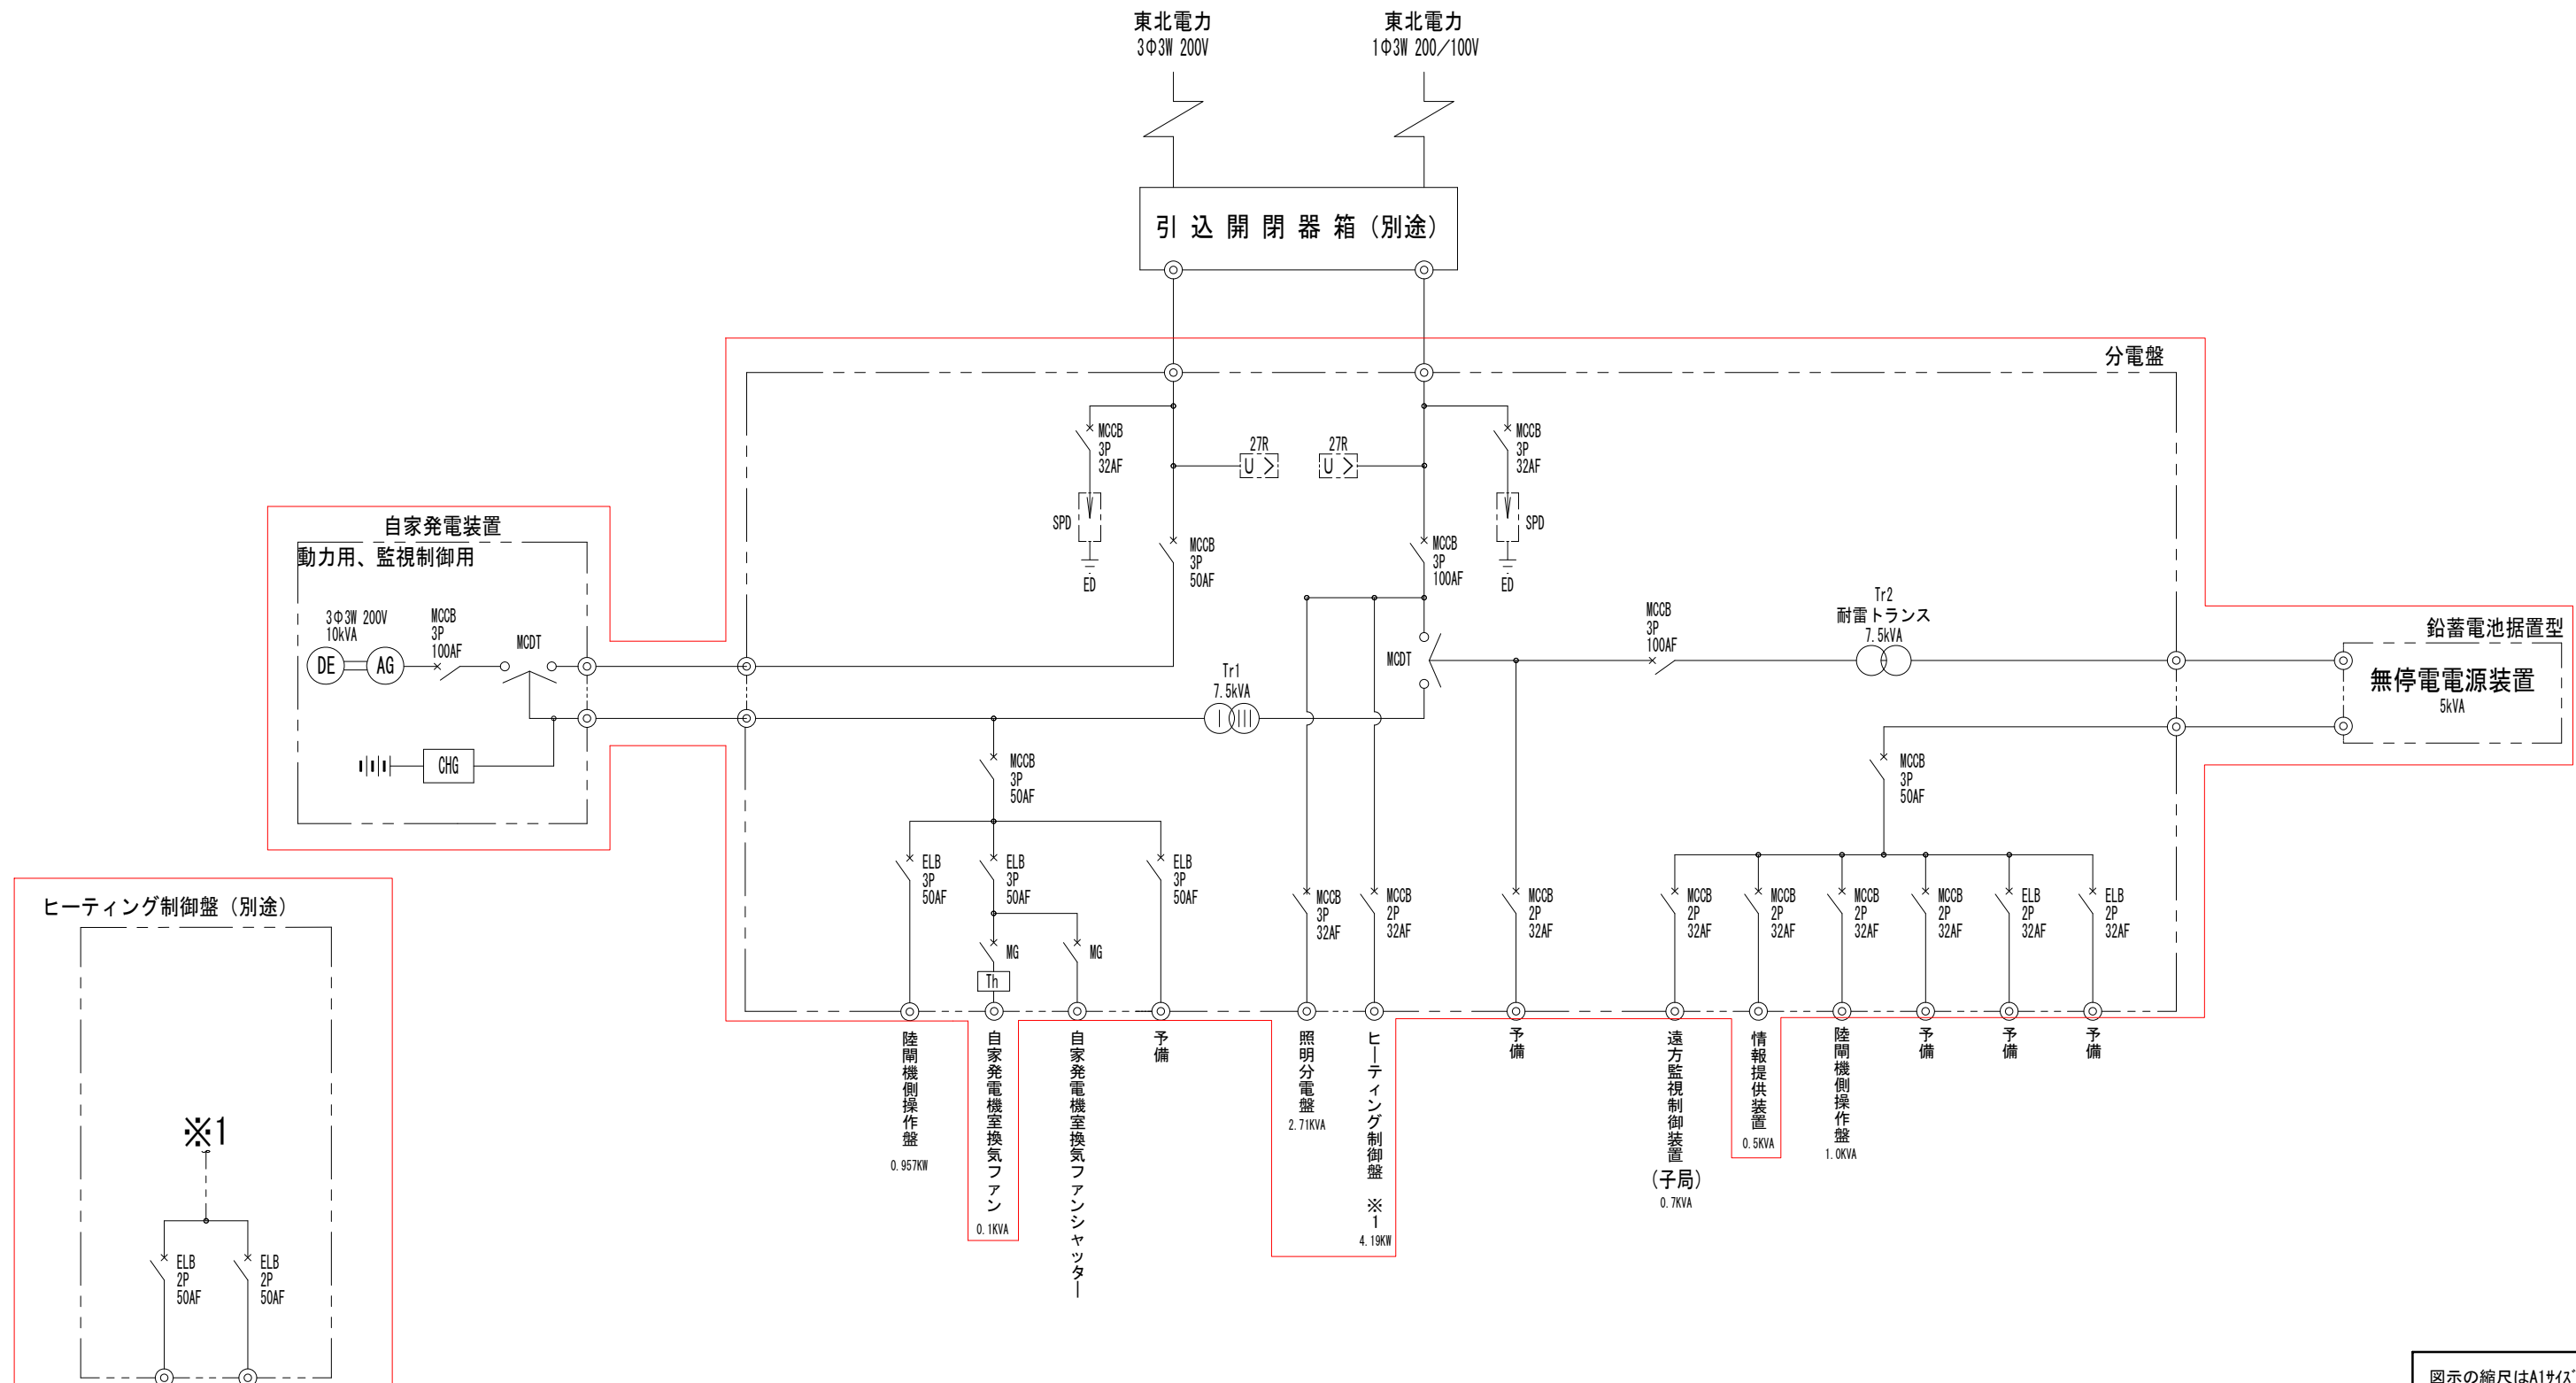 東北電力
3Φ3W 200V
東北電力
1Φ3W 200/100V
引込開閉器箱(別途)
分電盤
MCCB
3P
32AF
27R
U >
27R
U >
MCCB
3P
32AF
SPD
ED
SPD
ED
MCCB
3P
50AF
MCCB
3P
100AF
自家発電装置
動力用、監視制御用
3Φ3W 200V
10kVA
MCCB
3P
100AF
MCDT
DE
AG
CHG
Tr1
7.5kVA
MCDT
MCCB
3P
100AF
Tr2
耐雷トランス
7.5kVA
鉛蓄電池据置型
無停電電源装置
5kVA
MCCB
3P
50AF
MCCB
3P
50AF
ELB
3P
50AF
ELB
3P
50AF
ELB
3P
50AF
MG
MG
Th
MCCB
3P
32AF
MCCB
2P
32AF
MCCB
2P
32AF
MCCB
2P
32AF
MCCB
2P
32AF
MCCB
2P
32AF
MCCB
2P
32AF
ELB
2P
32AF
ELB
2P
32AF
陸閘機側操作盤
0.957KW
自家発電機室換気ファン
0.1KVA
自家発電機室換気ファンシャッター
予備
照明分電盤
2.71KVA
ヒーティング制御盤 ※1
4.19KW
予備
遠方監視制御装置
(子局)
0.7KVA
情報提供装置
0.5KVA
陸閘機側操作盤
1.0KVA
予備
予備
予備
ヒーティング制御盤(別途)
※1
ELB
2P
50AF
ELB
2P
50AF
図示の縮尺はA1サイズ